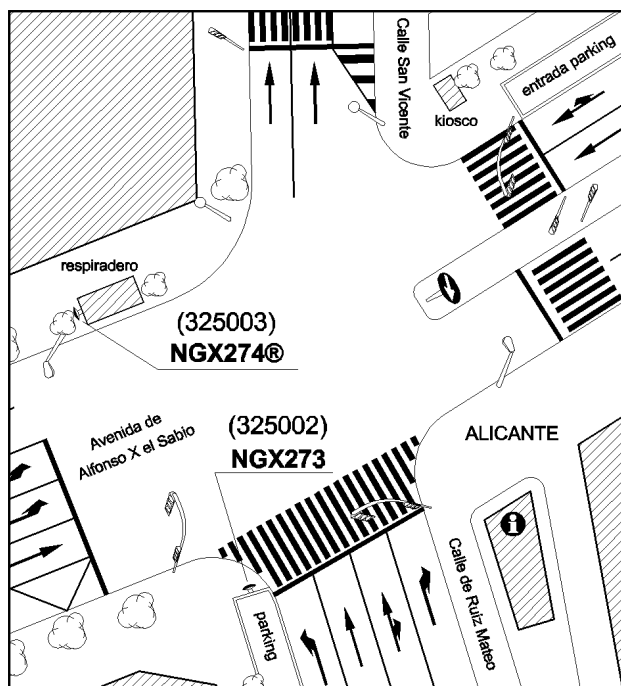 Calle San Vicente
entrada parking
kiosco
respiradero
(325003)
NGX274®
Avenida de
Alfonso X el Sabio
(325002)
NGX273
ALICANTE
i
Calle de Ruiz Mateo
parking